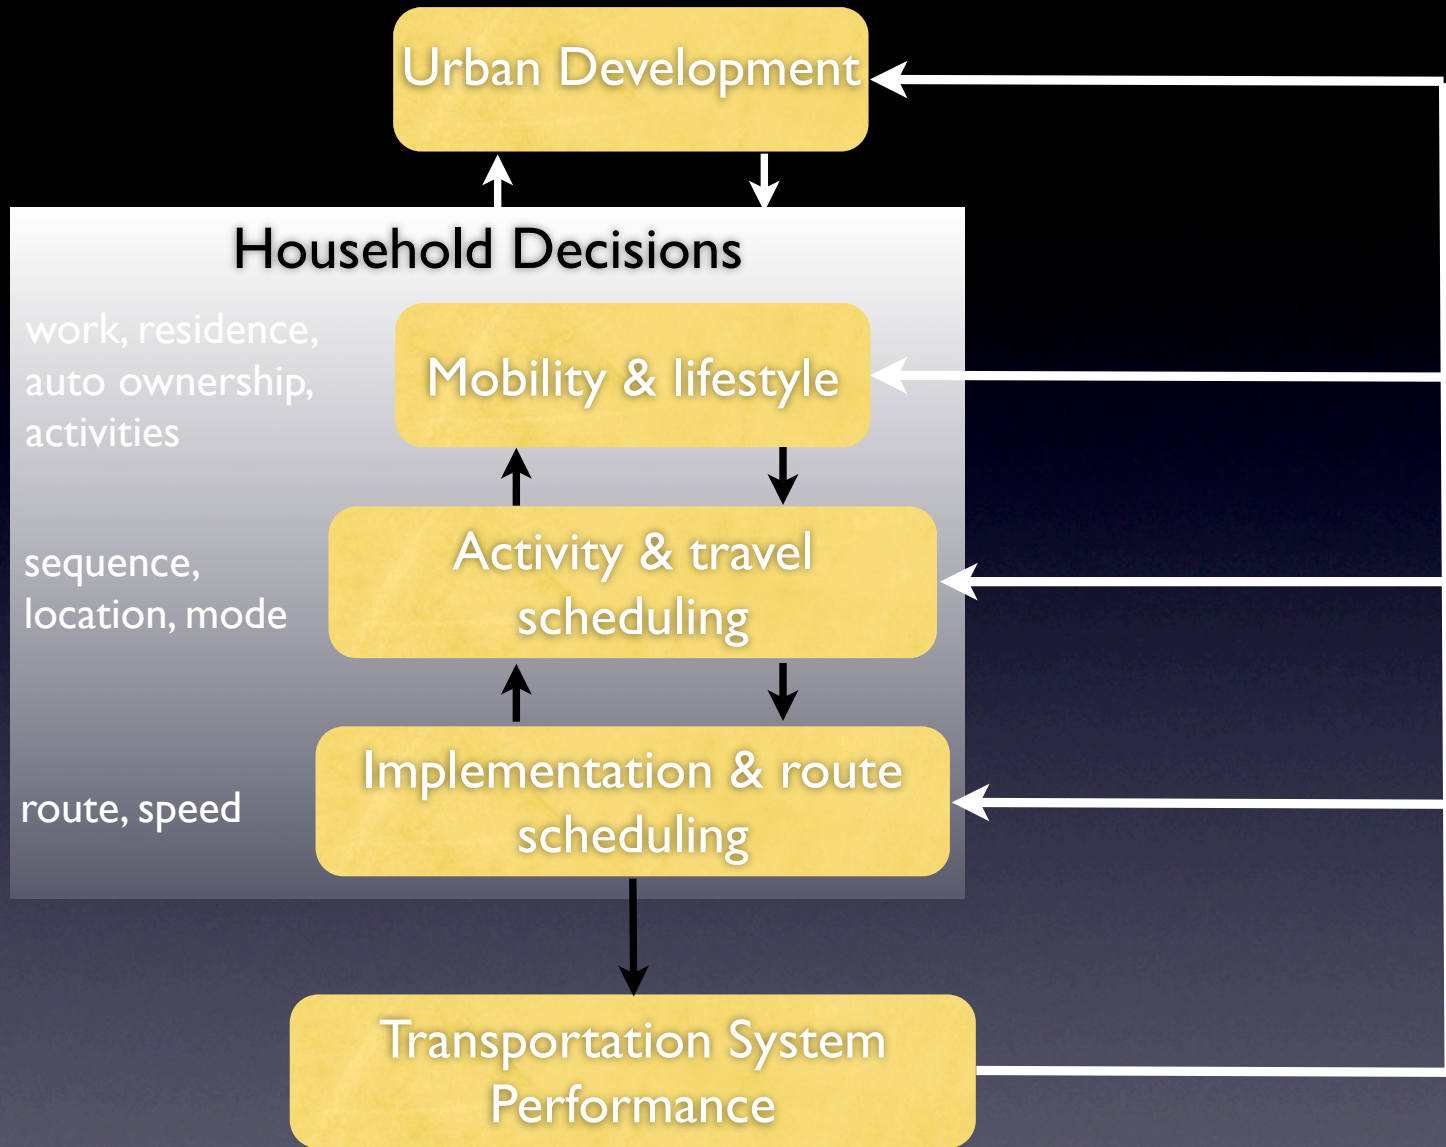 Urban Development
Household Decisions
work, residence,
auto ownership,
activities
Mobility & lifestyle
sequence,
location, mode
Activity & travel
scheduling
route, speed
Implementation & route
scheduling
Transportation System
Performance